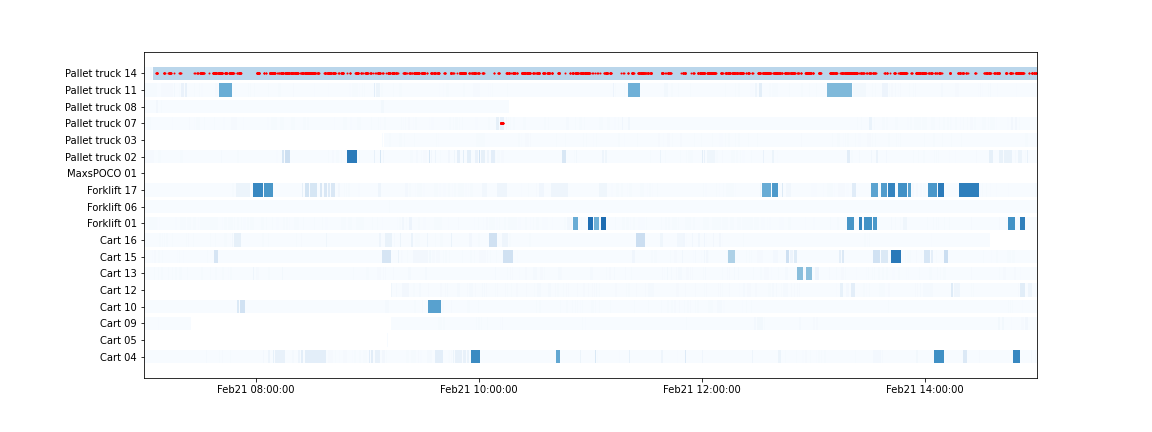 Pallet truck 14
Pallet truck 11
Pallet truck 08
Pallet truck 07
Pallet truck 03
Pallet truck 02
MaxsPOCO 01
Forklift 17
Forklift 06
Forklift 01
Cart 16
Cart 15
Cart 13
Cart 12
Cart 10
Cart 09
Cart 05
Cart 04
Feb21 08:00:00 Feb21 10:00:00 Feb21 12:00:00 Feb21 14:00:00